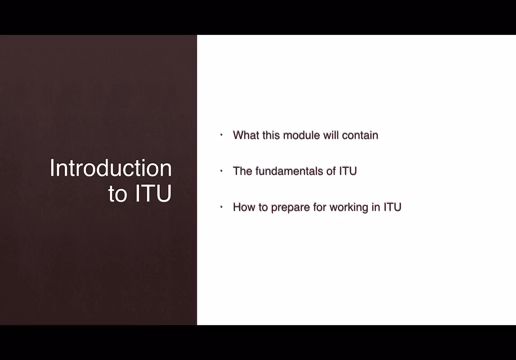 Introduction
to ITU
• What this module will contain
• The fundamentals of ITU
• How to prepare for working in ITU